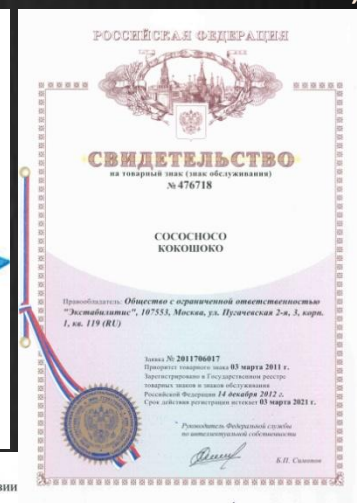 РОССИЙСКАЯ ФЕДЕРАЦИЯ
СВИДЕТЕЛЬСТВО
на товарный знак (знак обслуживания)
№ 476718
COCOCHOCO
КОКОШОКО
Правообладатель: Общество с ограниченной ответственностью
"Экстабилитис", 107553, Москва, ул. Пугачевская 2-я, 3, корп.
1, кв. 119 (RU)
Заявка № 2011706017
Приоритет товарного знака 03 марта 2011 г.
Зарегистрировано в Государственном реестре
товарных знаков и знаков обслуживания
Российской Федерации 14 декабря 2012 г.
Срок действия регистрации истекает 03 марта 2021 г.
Руководитель Федеральной службы
по интеллектуальной собственности
Б.П. Симонов
зии